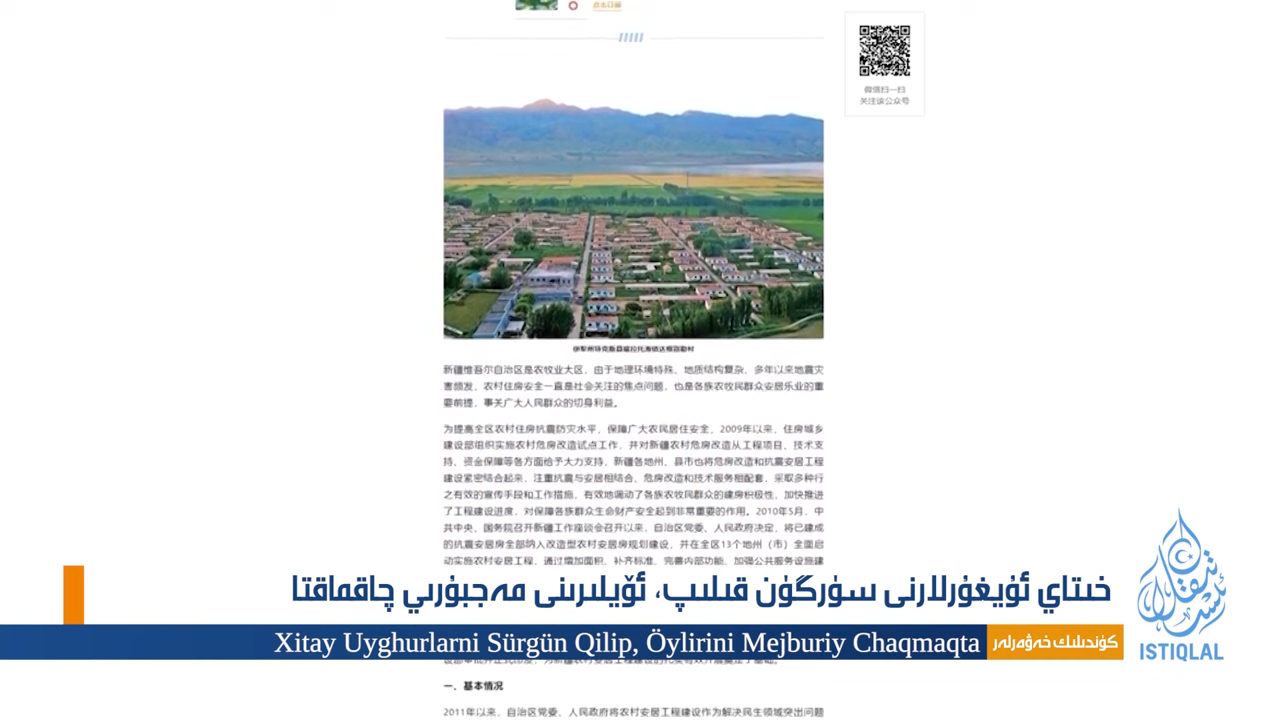 点击订阅
微信扫一扫
关注该公众号
新疆维吾尔自治区是农牧业大区，由于地理环境特殊、地质结构复杂，多年以来地震灾
害频发，农村住房安全一直是社会关注的焦点问题，也是各族农牧民群众安居乐业的重
要前提，事关广大人民群众的切身利益。
为提高全区农村住房抗震防灾水平，保障广大农民居住安全，2009年以来，住房城乡
建设部组织实施农村危房改造试点工作，并对新疆农村危房改造从工程项目、技术支
持、资金保障等各方面给予大力支持，新疆各地州、县市也将危房改造和抗震安居工程
建设紧密结合起来，注重抗震与安居相结合、危房改造和技术服务相配套，采取多种行
之有效的宣传手段和工作措施，有效地调动了各族农牧民群众的建房积极性，加快推进
了工程建设进度，对保障各族群众生命财产安全起到非常重要的作用。2010年5月，中
共中央、国务院召开新疆工作座谈会召开以来，自治区党委、人民政府决定，将已建成
的抗震安居房全部纳入改造型农村安居房规划建设，并在全区13个地州（市）全面启
动实施农村安居工程，通过增加面积、补齐标准、完善内部功能、加强公共服务设施建
خىتاي ئۇيغۇرلارنى سۈرگۈن قىلىپ، ئۆيلىرىنى مەجبۇرىي چاقماقتا
Xitay Uyghurlarni Sürgün Qilip, Öylirini Mejburiy Chaqmaqta
كۈندىلىك خەۋەرلەر
ISTIQLAL
一、基本情况
2011年以来，自治区党委、人民政府将农村安居工程建设作为解决民生领域突出问题